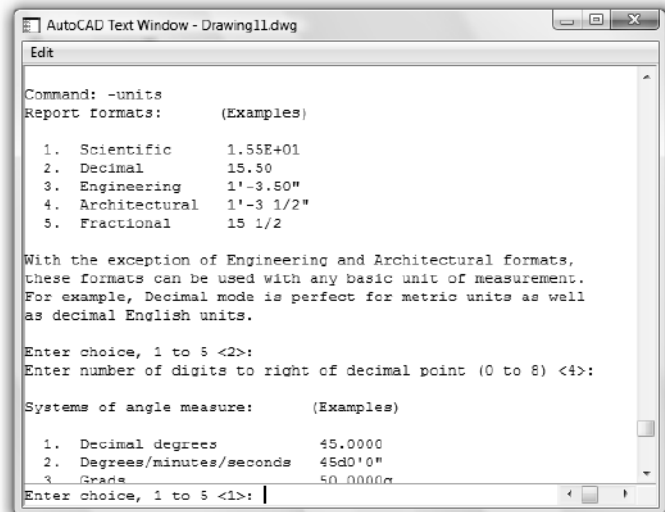 AutoCAD Text Window - Drawing11.dwg
Edit
Command: -units
Report formats: (Examples)
1. Scientific 1.55E+01
2. Decimal 15.50
3. Engineering 1'-3.50"
4. Architectural 1'-3 1/2"
5. Fractional 15 1/2
With the exception of Engineering and Architectural formats,
these formats can be used with any basic unit of measurement.
For example, Decimal mode is perfect for metric units as well
as decimal English units.
Enter choice, 1 to 5 <2>:
Enter number of digits to right of decimal point (0 to 8) <4>:
Systems of angle measure: (Examples)
1. Decimal degrees 45.0000
2. Degrees/minutes/seconds 45d0'0"
3. Grads 50.0000g
Enter choice, 1 to 5 <1>: